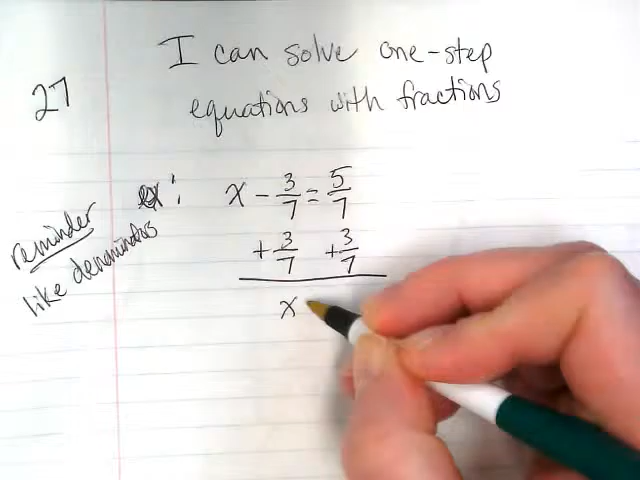 I can solve one-step
27
equations with fractions
ex: x - 3/7 = 5/7
+ 3/7 + 3/7
x
reminder
like denominators